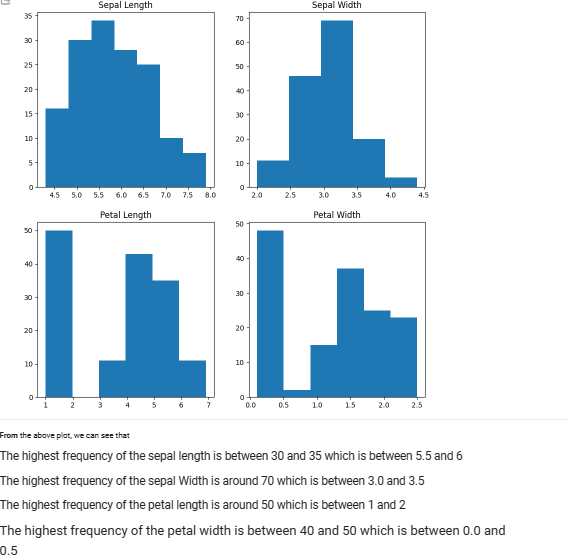 Sepal Length
Sepal Width
35
30
25
20
15
10
5
0
4.5 5.0 5.5 6.0 6.5 7.0 7.5 8.0
70
60
50
40
30
20
10
0
2.0 2.5 3.0 3.5 4.0 4.5
Petal Length
Petal Width
50
40
30
20
10
0
1 2 3 4 5 6 7
50
40
30
20
10
0
0.0 0.5 1.0 1.5 2.0 2.5
From the above plot, we can see that
The highest frequency of the sepal length is between 30 and 35 which is between 5.5 and 6
The highest frequency of the sepal Width is around 70 which is between 3.0 and 3.5
The highest frequency of the petal length is around 50 which is between 1 and 2
The highest frequency of the petal width is between 40 and 50 which is between 0.0 and
0.5